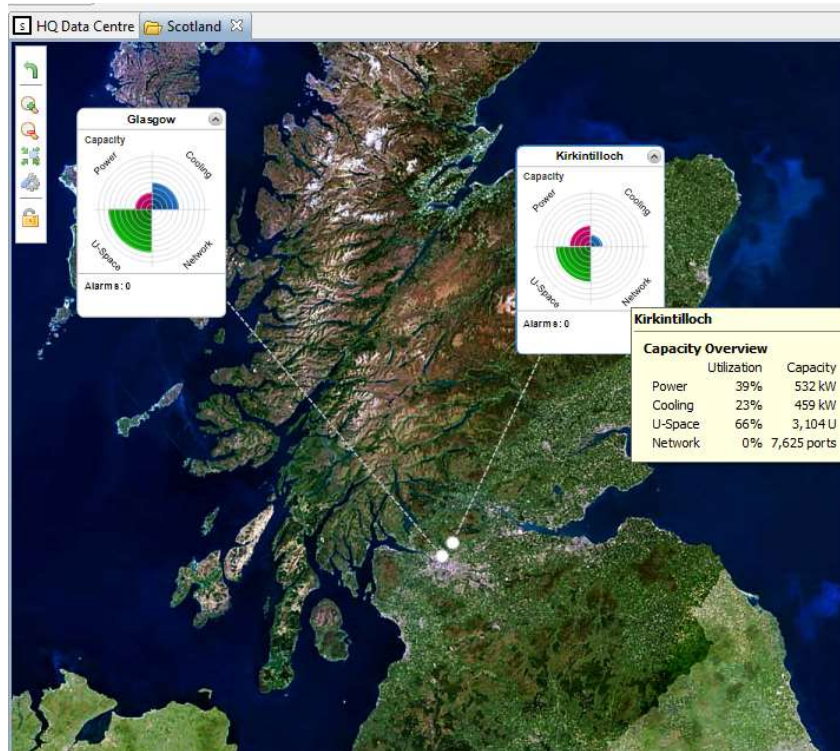 S HQ Data Centre Scotland
Glasgow
Capacity
Power
Cooling
U-Space
Network
Alarms: 0
Kirkintilloch
Capacity
Power
Cooling
U-Space
Network
Alarms: 0
Kirkintilloch
Capacity Overview
Utilization Capacity
Power 39% 532 kW
Cooling 23% 459 kW
U-Space 66% 3,104 U
Network 0% 7,625 ports